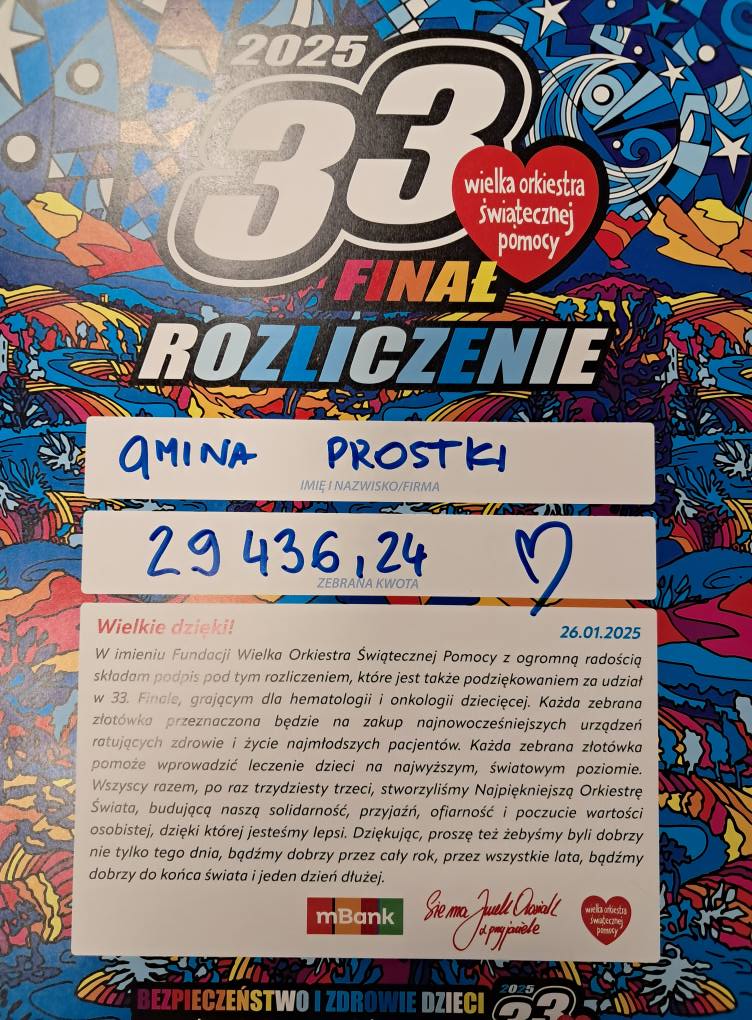 2025
33
wielka orkiestra
świątecznej
pomocy
FINAŁ
ROZLICZENIE
GMINA PROSTKI
IMIĘ I NAZWISKO/FIRMA
29 436,24
ZEBRANA KWOTA
Wielkie dzięki!
26.01.2025
W imieniu Fundacji Wielka Orkiestra Świątecznej Pomocy z ogromną radością
składam podpis pod tym rozliczeniem, które jest także podziękowaniem za udział
w 33. Finale, grającym dla hematologii i onkologii dziecięcej. Każda zebrana
złotówka przeznaczona będzie na zakup najnowocześniejszych urządzeń
ratujących zdrowie i życie najmłodszych pacjentów. Każda zebrana złotówka
pomoże wprowadzić leczenie dzieci na najwyższym, światowym poziomie.
Wszyscy razem, po raz trzydziesty trzeci, stworzyliśmy Najpiękniejszą Orkiestrę
Świata, budującą naszą solidarność, przyjaźń, ofiarność i poczucie wartości
osobistej, dzięki której jesteśmy lepsi. Dziękując, proszę też żebyśmy byli dobrzy
nie tylko tego dnia, bądźmy dobrzy przez cały rok, przez wszystkie lata, bądźmy
dobrzy do końca świata i jeden dzień dłużej.
mBank
Sie ma Jurek Owsiak
z przyjaciele
wielka orkiestra
świątecznej
pomocy
BEZPIECZEŃSTWO I ZDROWIE DZIECI
2025
33